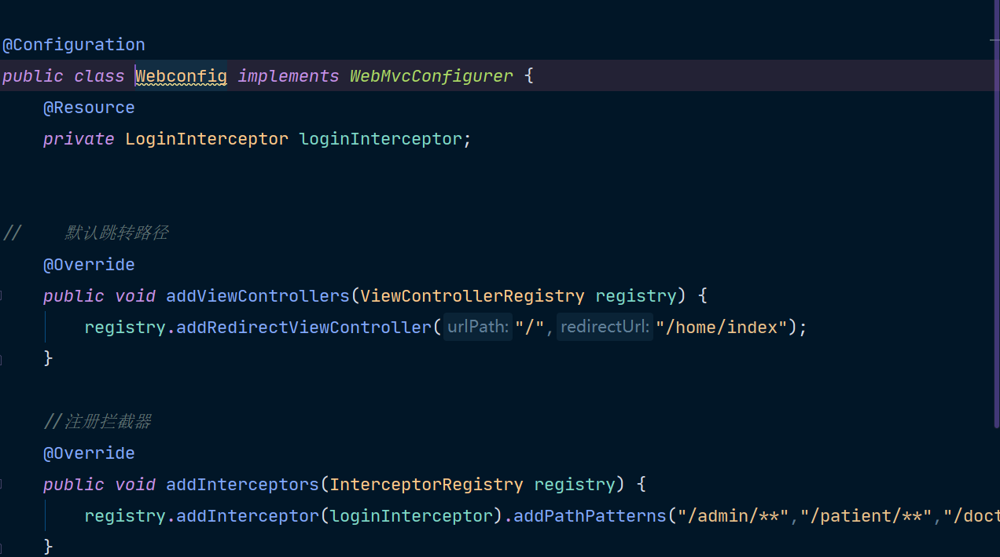 @Configuration
public class Webconfig implements WebMvcConfigurer {
@Resource
private LoginInterceptor loginInterceptor;
//    默认跳转路径
@Override
public void addViewControllers(ViewControllerRegistry registry) {
registry.addRedirectViewController( urlPath: "/", redirectUrl: "/home/index");
}
//注册拦截器
@Override
public void addInterceptors(InterceptorRegistry registry) {
registry.addInterceptor(loginInterceptor).addPathPatterns("/admin/**","/patient/**","/doct
}